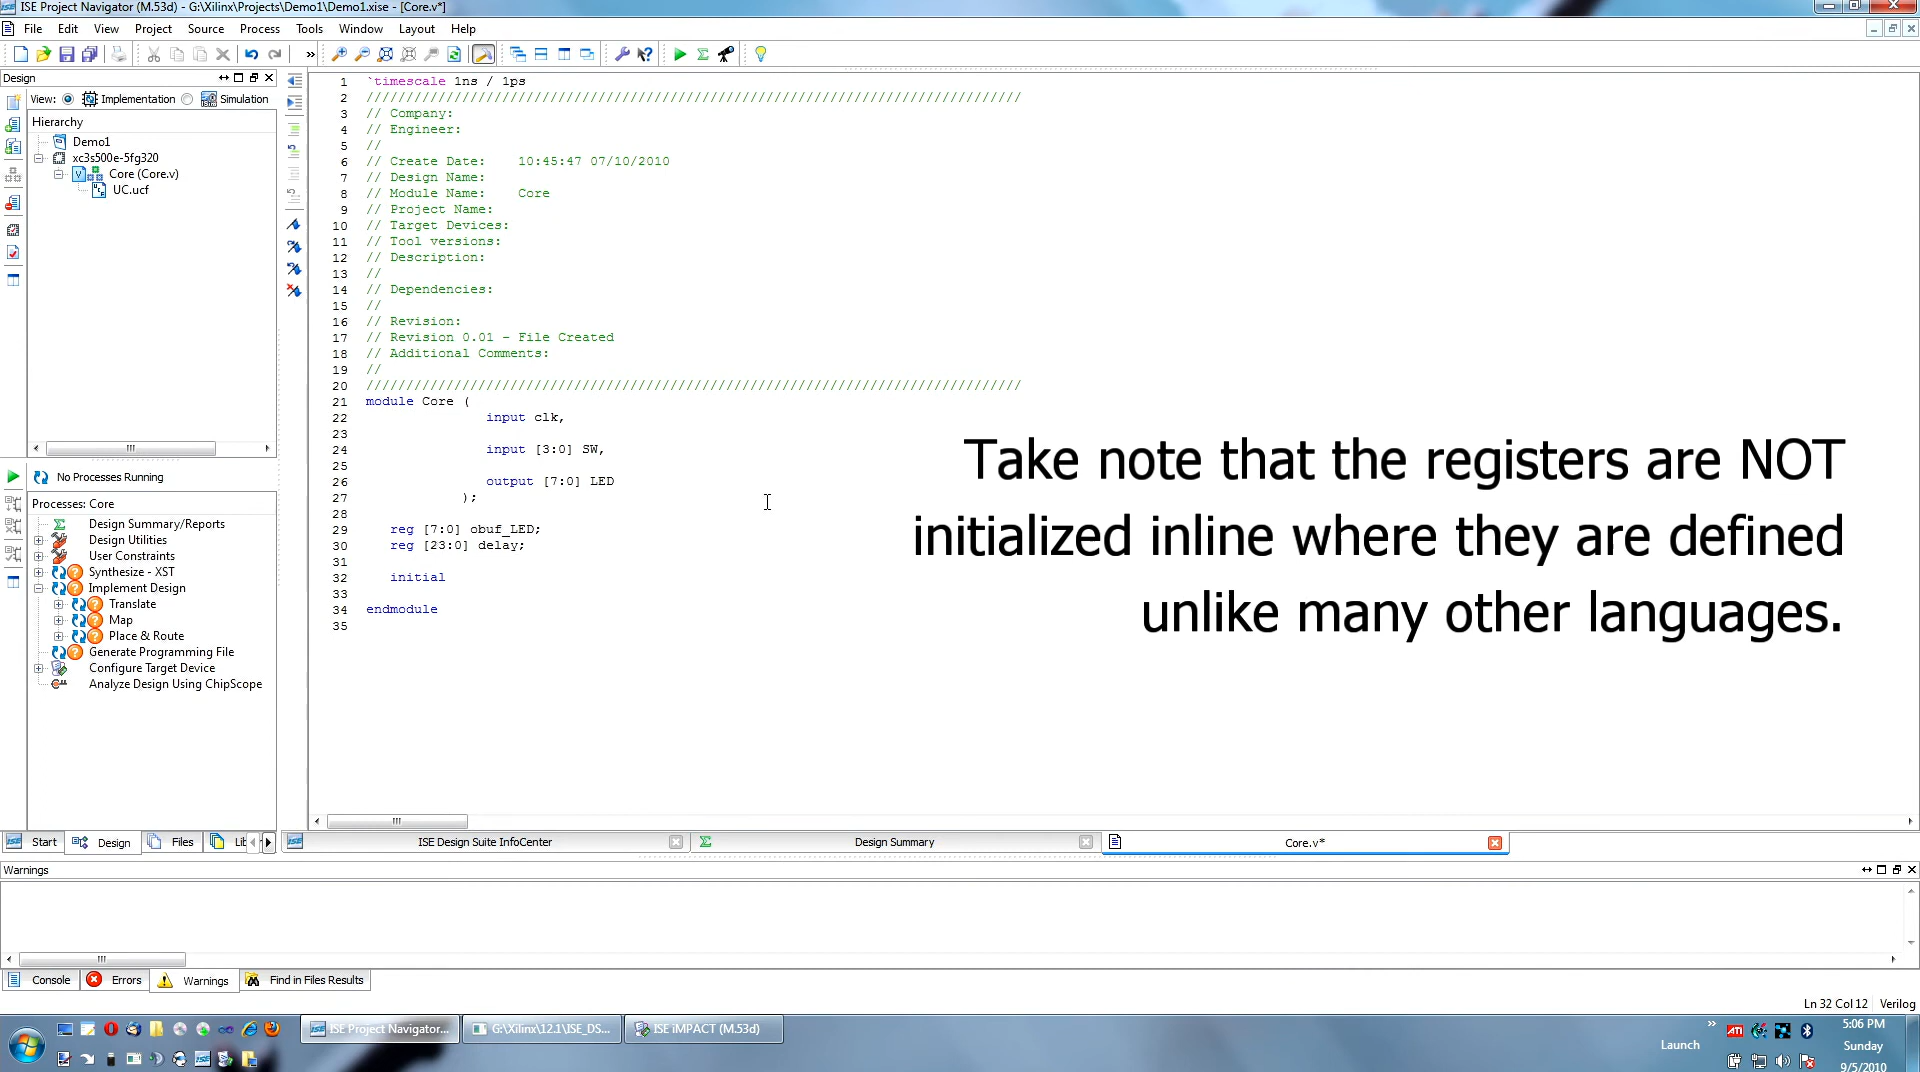 ISE Project Navigator (M.53d) - G:\Xilinx\Projects\Demo1\Demo1.xise - [Core.v*]
File Edit View Project Source Process Tools Window Layout Help
Design
View: Implementation Simulation
Hierarchy
Demo1
xc3s500e-5fg320
Core (Core.v)
UC.ucf
No Processes Running
Processes: Core
Design Summary/Reports
Design Utilities
User Constraints
Synthesize - XST
Implement Design
Translate
Map
Place & Route
Generate Programming File
Configure Target Device
Analyze Design Using ChipScope
Start Design Files Lit
1 `timescale 1ns / 1ps
2 //////////////////////////////////////////////////////////////////////////////////
3 // Company:
4 // Engineer:
5 //
6 // Create Date: 10:45:47 07/10/2010
7 // Design Name:
8 // Module Name: Core
9 // Project Name:
10 // Target Devices:
11 // Tool versions:
12 // Description:
13 //
14 // Dependencies:
15 //
16 // Revision:
17 // Revision 0.01 - File Created
18 // Additional Comments:
19 //
20 //////////////////////////////////////////////////////////////////////////////////
21 module Core (
22 input clk,
23
24 input [3:0] SW,
25
26 output [7:0] LED
27 );
28
29 reg [7:0] obuf_LED;
30 reg [23:0] delay;
31
32 initial
33
34 endmodule
35
Take note that the registers are NOT
initialized inline where they are defined
unlike many other languages.
ISE Design Suite InfoCenter Design Summary Core.v*
Warnings
Console Errors Warnings Find in Files Results
Ln 32 Col 12 Verilog
ISE Project Navigator... G:\Xilinx\12.1\ISE_DS... ISE iMPACT (M.53d)
Launch
5:06 PM
Sunday
9/5/2010